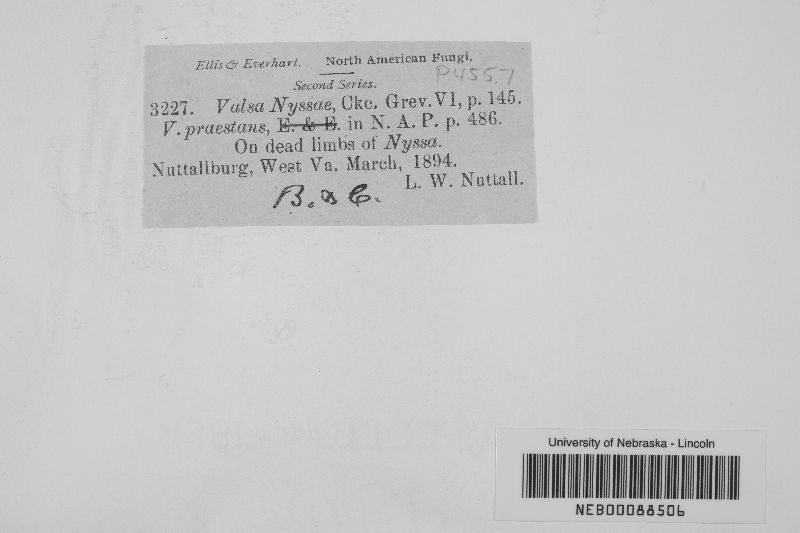 Ellis & Everhart. North American Fungi.
P4557
Second Series.
3227. Valsa Nyssae, Cke. Grev. VI, p. 145.
V. praestans, E. & E. in N. A. P. p. 486.
On dead limbs of Nyssa.
Nuttallburg, West Va. March, 1894.
L. W. Nuttall.
B. & C.
University of Nebraska - Lincoln
NEB00088506